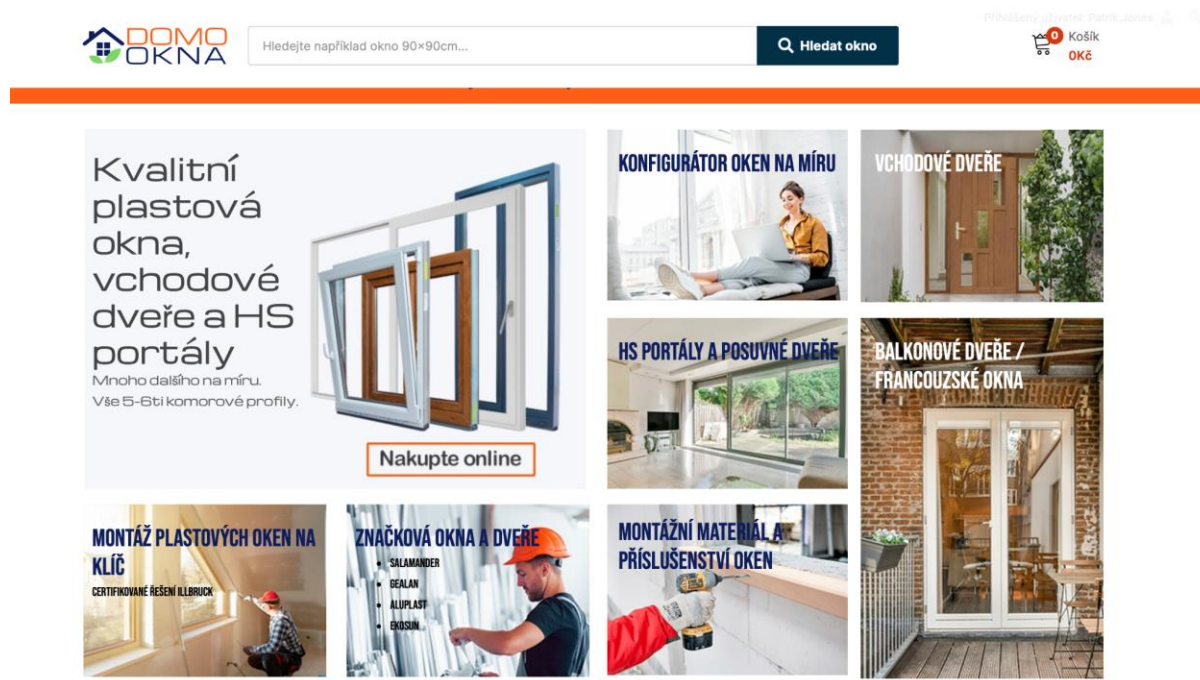 Přihlášený uživatel: Patrik_Jonea
DOMO
OKNA
Hledejte například okno 90×90cm...
Hledat okno
0
Košík
0Kč
Kvalitní
plastová
okna,
vchodové
dveře a HS
portály
Mnoho dalšího na míru.
Vše 5-6ti komorové profily.
Nakupte online
KONFIGURÁTOR OKEN NA MÍRU
VCHODOVÉ DVEŘE
HS PORTÁLY A POSUVNÉ DVEŘE
BALKONOVÉ DVEŘE /
FRANCOUZSKÉ OKNA
MONTÁŽ PLASTOVÝCH OKEN NA
KLÍČ
CERTIFIKOVANÉ ŘEŠENÍ ILLBRUCK
ZNAČKOVÁ OKNA A DVEŘE
• SALAMANDER
• GEALAN
• ALUPLAST
• EKOSUN
MONTÁŽNÍ MATERIÁL A
PŘÍSLUŠENSTVÍ OKEN